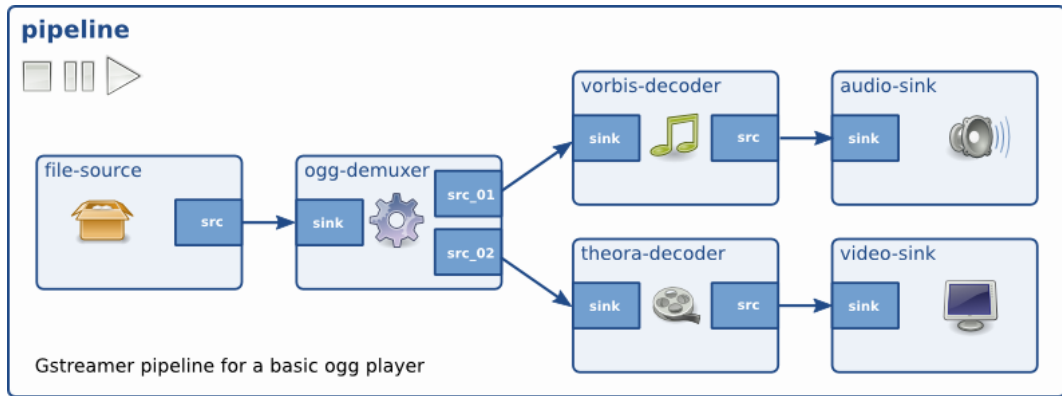 pipeline
file-source
src
ogg-demuxer
sink
src_01
src_02
vorbis-decoder
sink
src
audio-sink
sink
theora-decoder
sink
src
video-sink
sink
Gstreamer pipeline for a basic ogg player